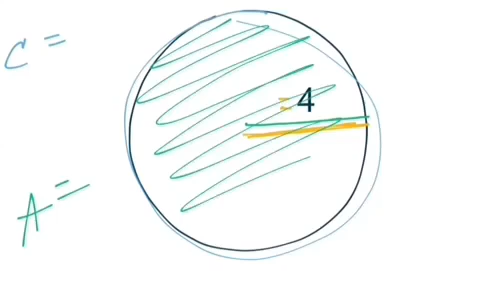 C =
= 4
A =